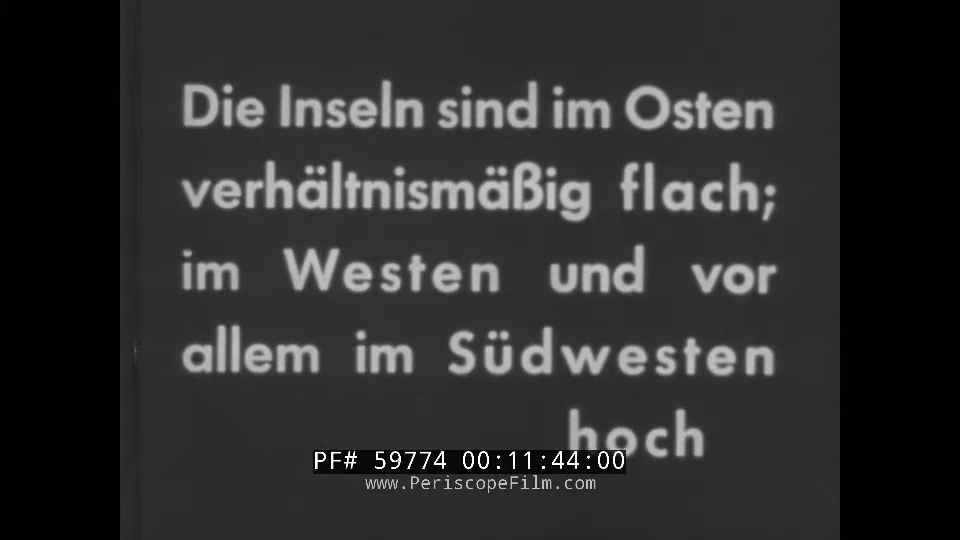 Die Inseln sind im Osten
verhältnismäßig flach;
im Westen und vor
allem im Südwesten
hoch
PF# 59774 00:11:44:00
www.PeriscopeFilm.com